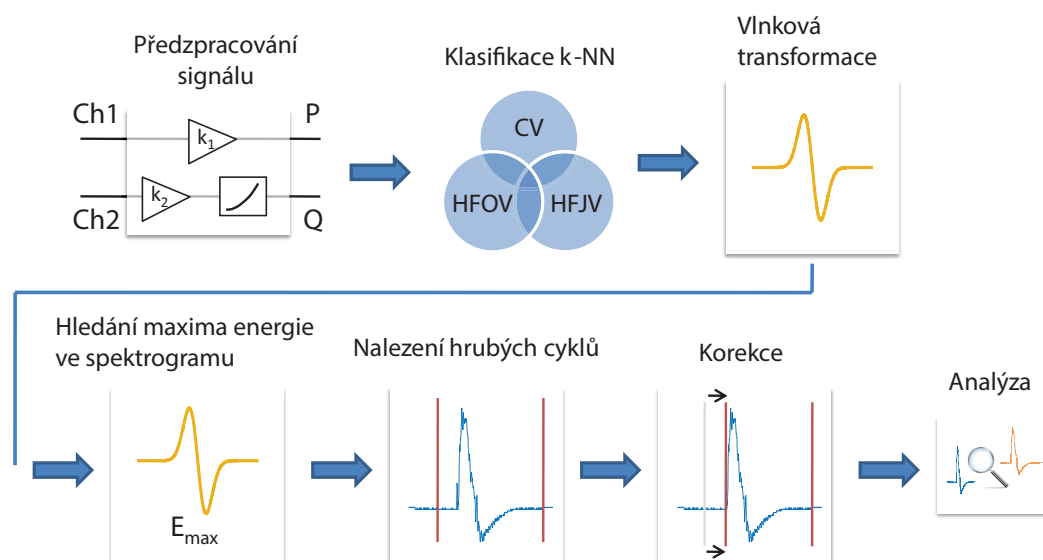 Předzpracování
signálu
Ch1
P
k1
k2
Ch2
Q
Klasifikace k-NN
CV
HFOV
HFJV
Vlnková
transformace
Hledání maxima energie
ve spektrogramu
Emax
Nalezení hrubých cyklů
Korekce
Analýza